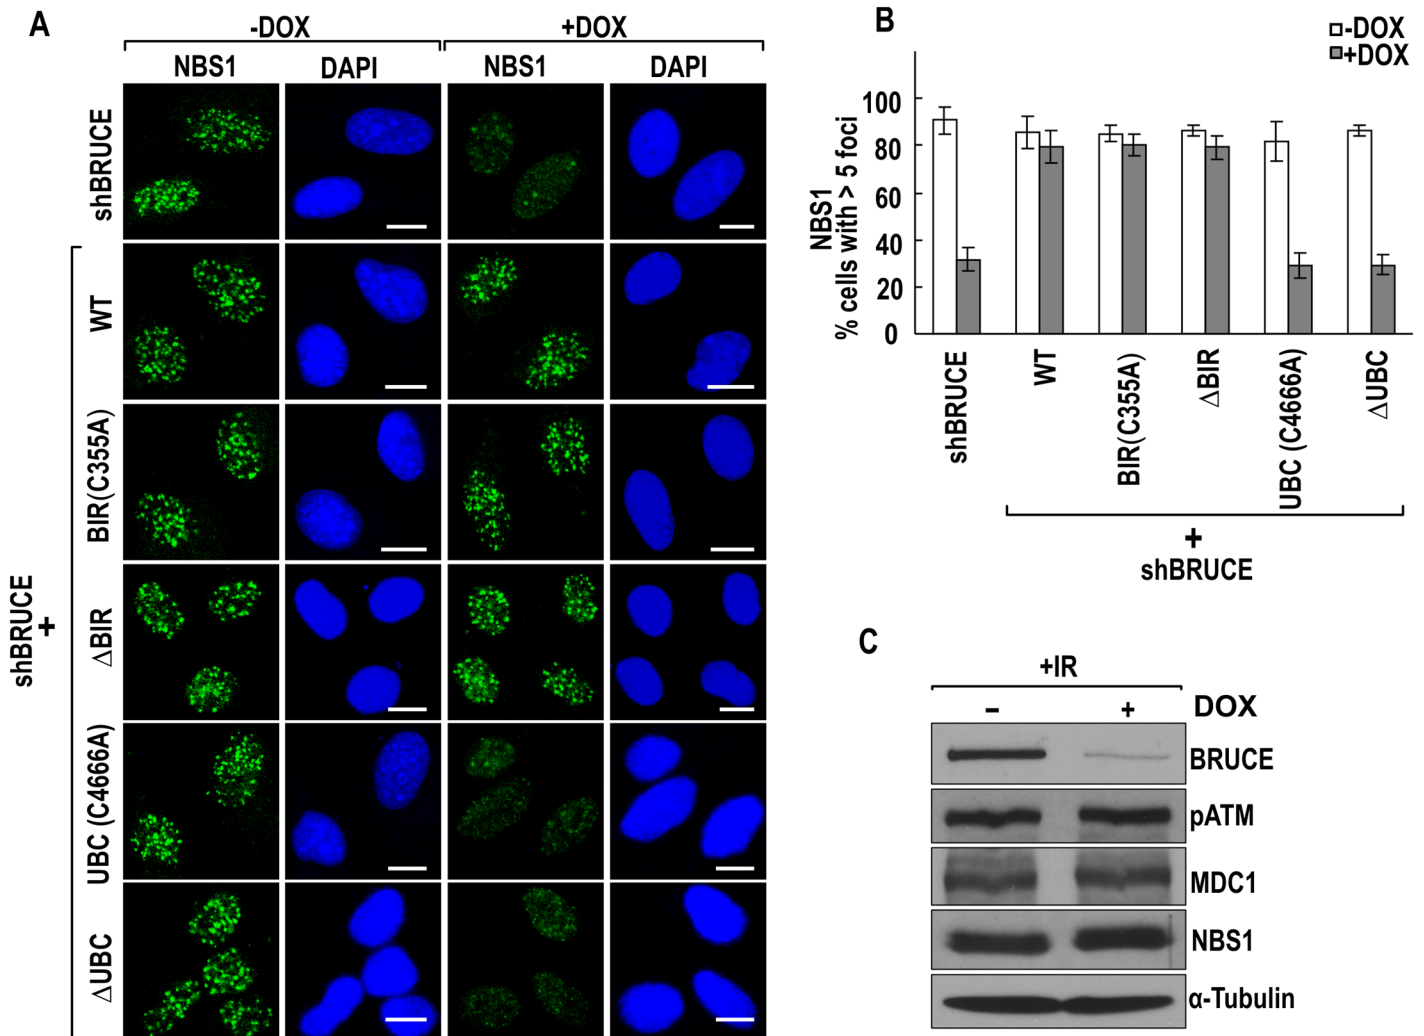 A
-DOX
+DOX
NBS1
DAPI
NBS1
DAPI
shBRUCE
WT
BIR(C355A)
ΔBIR
UBC (C4666A)
ΔUBC
shBRUCE
+
B
-DOX
+DOX
NBS1
% cells with > 5 foci
100
80
60
40
20
0
shBRUCE
WT
BIR(C355A)
ΔBIR
UBC (C4666A)
ΔUBC
+
shBRUCE
C
+IR
– + DOX
BRUCE
pATM
MDC1
NBS1
α-Tubulin